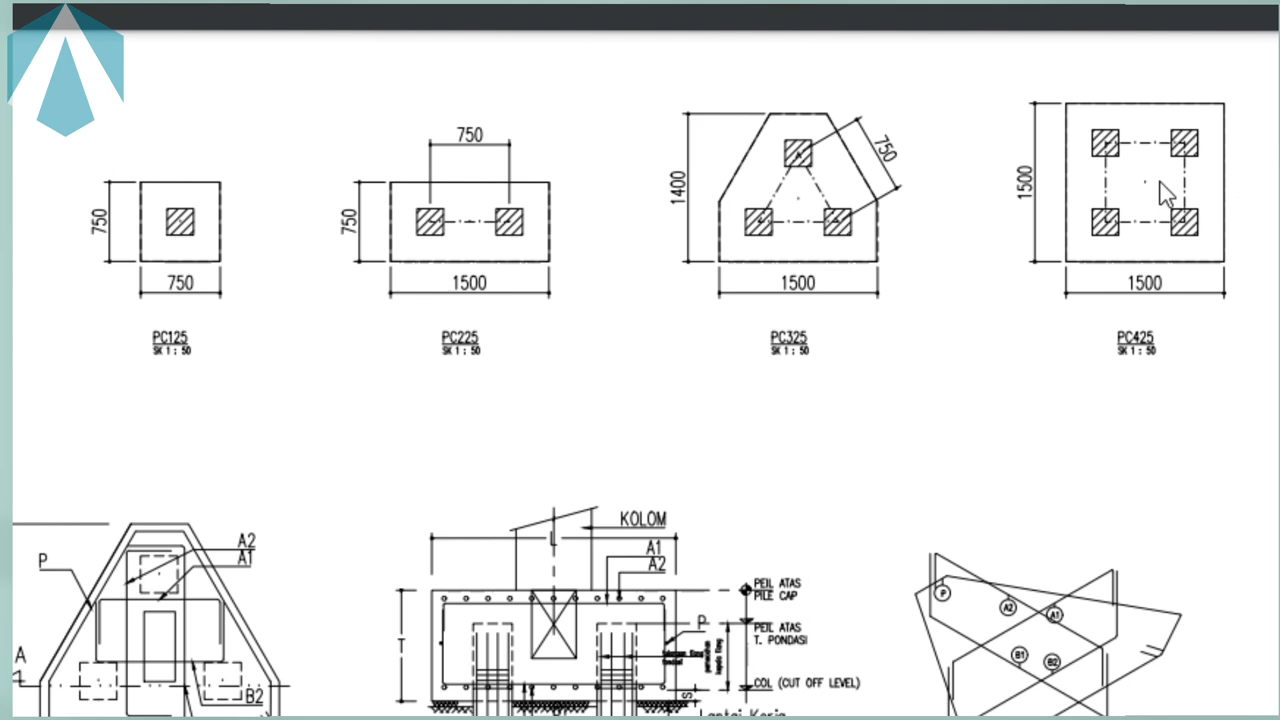 750
750
PC125
SK 1 : 50
750
750
1500
PC225
SK 1 : 50
1400
750
1500
PC325
SK 1 : 50
1500
1500
PC425
SK 1 : 50
P
A2
A1
A
B2
KOLOM
L
A1
A2
T
P
PEIL ATAS
PILE CAP
PEIL ATAS
T. PONDASI
COL (CUT OFF LEVEL)
S
Lantai Kerja
P
A2
A1
B1
B2